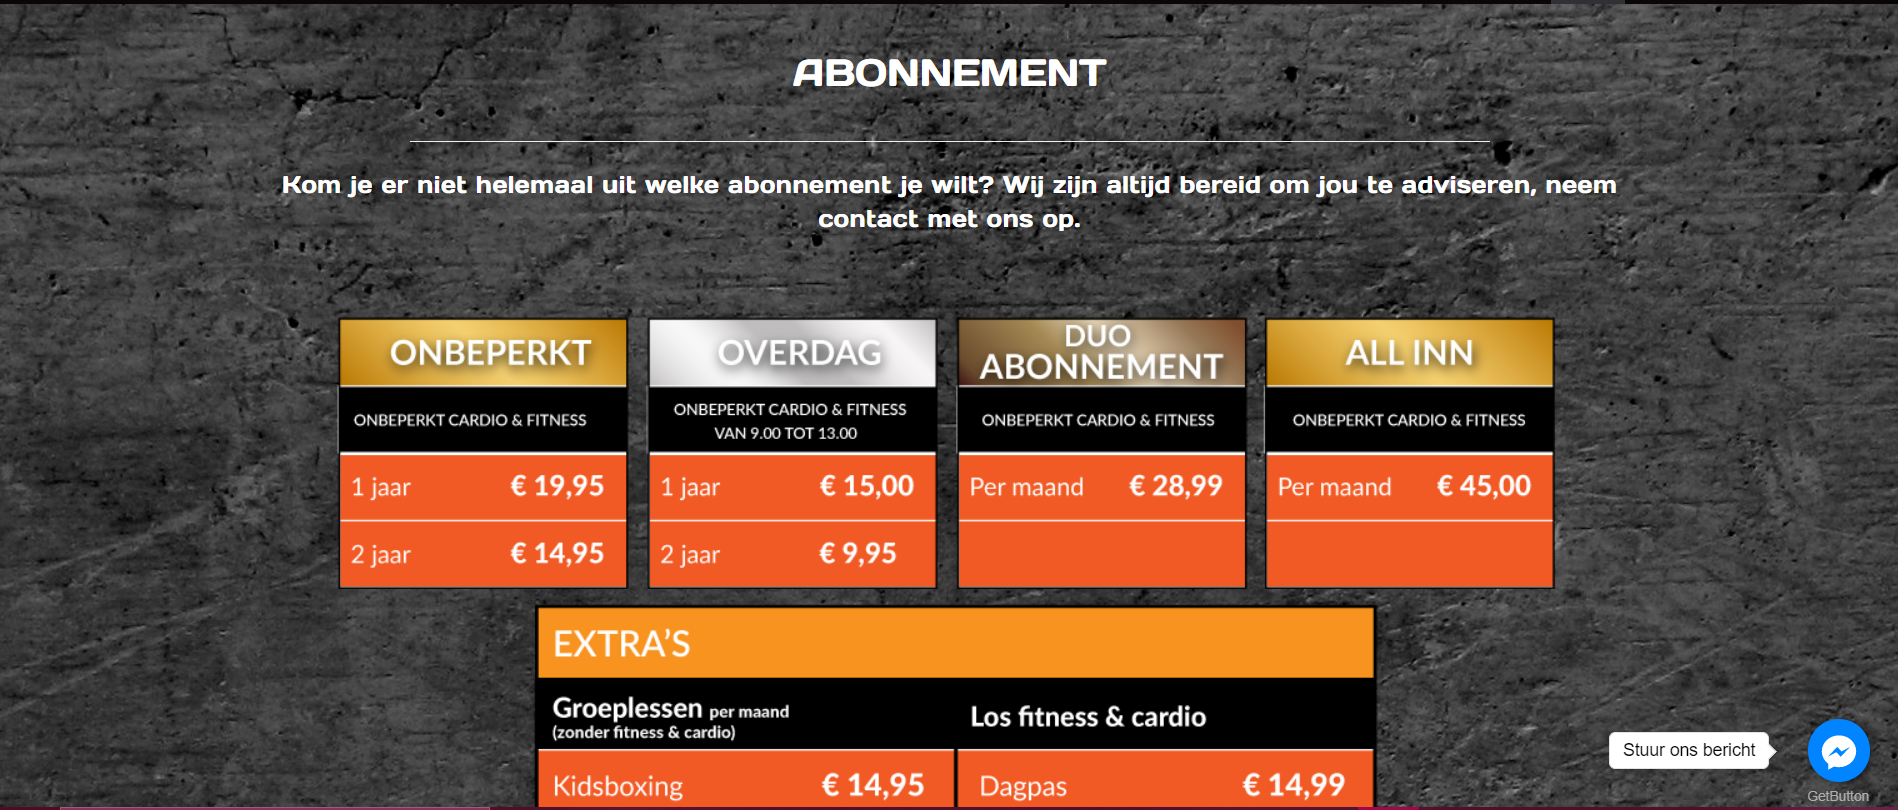 ABONNEMENT
Kom je er niet helemaal uit welke abonnement je wilt? Wij zijn altijd bereid om jou te adviseren, neem
contact met ons op.
ONBEPERKT
ONBEPERKT CARDIO & FITNESS
1 jaar € 19,95
2 jaar € 14,95
OVERDAG
ONBEPERKT CARDIO & FITNESS
VAN 9.00 TOT 13.00
1 jaar € 15,00
2 jaar € 9,95
DUO
ABONNEMENT
ONBEPERKT CARDIO & FITNESS
Per maand € 28,99
ALL INN
ONBEPERKT CARDIO & FITNESS
Per maand € 45,00
EXTRA'S
Groeplessen per maand
(zonder fitness & cardio)
Kidsboxing € 14,95
Los fitness & cardio
Dagpas € 14,99
Stuur ons bericht
GetButton